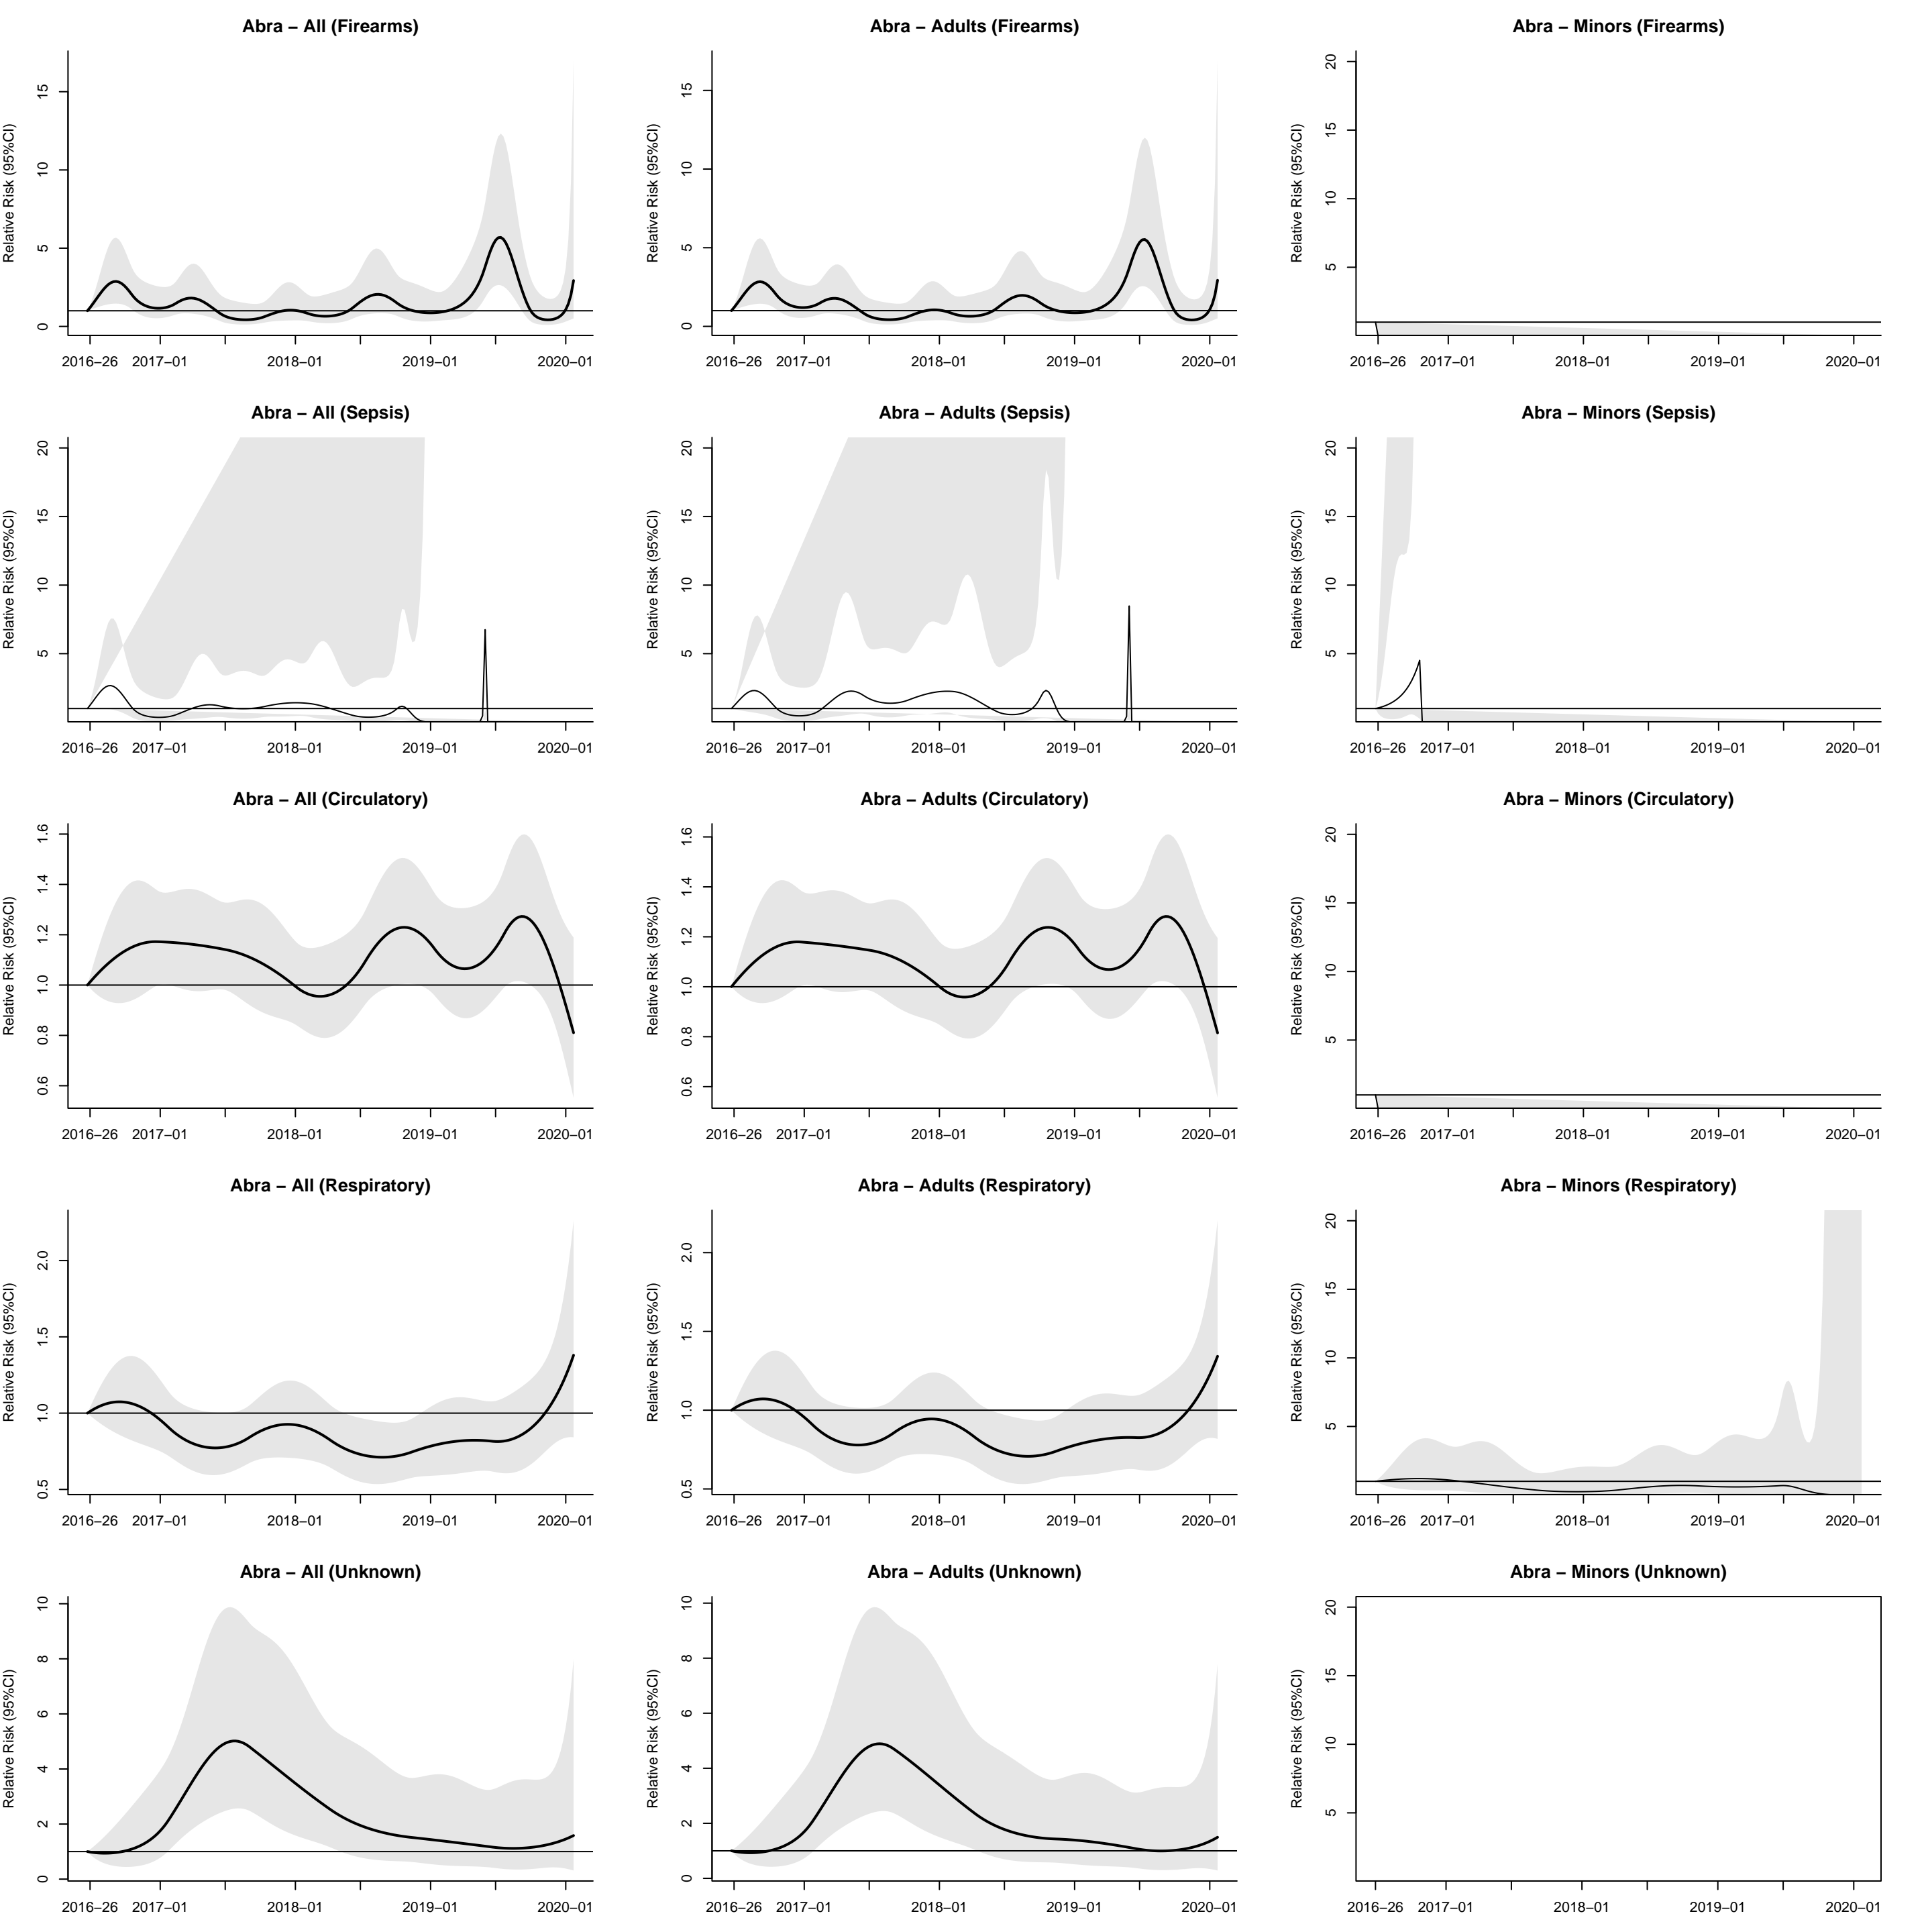 Abra – All (Firearms)
Relative Risk (95%CI)
0 5 10 15
2016–26 2017–01 2018–01 2019–01 2020–01
Abra – Adults (Firearms)
Relative Risk (95%CI)
0 5 10 15
2016–26 2017–01 2018–01 2019–01 2020–01
Abra – Minors (Firearms)
Relative Risk (95%CI)
5 10 15 20
2016–26 2017–01 2018–01 2019–01 2020–01
Abra – All (Sepsis)
Relative Risk (95%CI)
5 10 15 20
2016–26 2017–01 2018–01 2019–01 2020–01
Abra – Adults (Sepsis)
Relative Risk (95%CI)
5 10 15 20
2016–26 2017–01 2018–01 2019–01 2020–01
Abra – Minors (Sepsis)
Relative Risk (95%CI)
5 10 15 20
2016–26 2017–01 2018–01 2019–01 2020–01
Abra – All (Circulatory)
Relative Risk (95%CI)
0.6 0.8 1.0 1.2 1.4 1.6
2016–26 2017–01 2018–01 2019–01 2020–01
Abra – Adults (Circulatory)
Relative Risk (95%CI)
0.6 0.8 1.0 1.2 1.4 1.6
2016–26 2017–01 2018–01 2019–01 2020–01
Abra – Minors (Circulatory)
Relative Risk (95%CI)
5 10 15 20
2016–26 2017–01 2018–01 2019–01 2020–01
Abra – All (Respiratory)
Relative Risk (95%CI)
0.5 1.0 1.5 2.0
2016–26 2017–01 2018–01 2019–01 2020–01
Abra – Adults (Respiratory)
Relative Risk (95%CI)
0.5 1.0 1.5 2.0
2016–26 2017–01 2018–01 2019–01 2020–01
Abra – Minors (Respiratory)
Relative Risk (95%CI)
5 10 15 20
2016–26 2017–01 2018–01 2019–01 2020–01
Abra – All (Unknown)
Relative Risk (95%CI)
0 2 4 6 8 10
2016–26 2017–01 2018–01 2019–01 2020–01
Abra – Adults (Unknown)
Relative Risk (95%CI)
0 2 4 6 8 10
2016–26 2017–01 2018–01 2019–01 2020–01
Abra – Minors (Unknown)
Relative Risk (95%CI)
5 10 15 20
2016–26 2017–01 2018–01 2019–01 2020–01